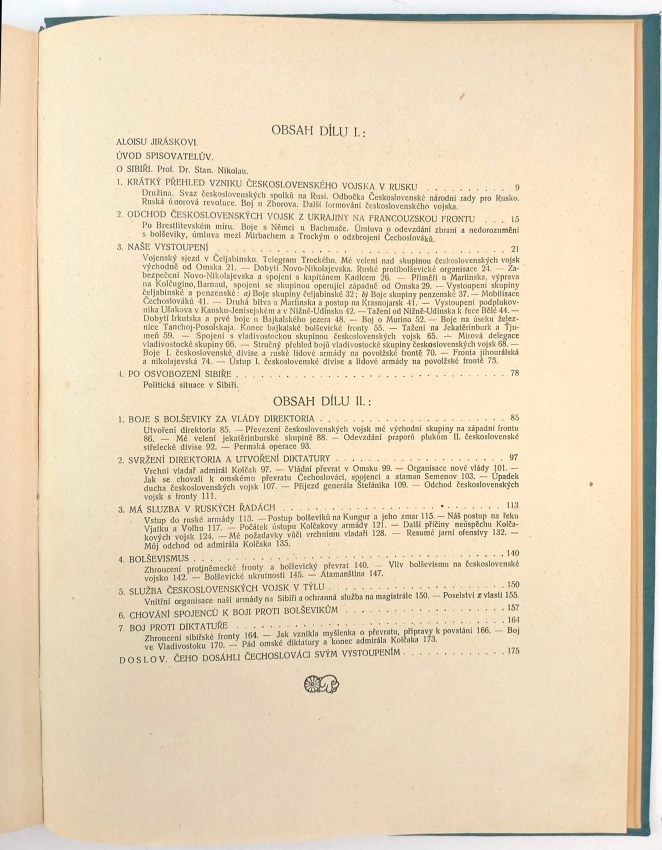 OBSAH DÍLU I.:
ALOISU JIRÁSKOVI.
ÚVOD SPISOVATELŮV.
O SIBIŘI. Prof. Dr. Stan. Nikolau.
1. KRÁTKÝ PŘEHLED VZNIKU ČESKOSLOVENSKÉHO VOJSKA V RUSKU . . . . . . . . . 9
Družina. Svaz československých spolků na Rusi. Odbočka Československé národní rady pro Rusko.
Ruská únorová revoluce. Boj u Zborova. Další formování československého vojska.
2. ODCHOD ČESKOSLOVENSKÝCH VOJSK Z UKRAJINY NA FRANCOUZSKOU FRONTU . . . 15
Po Brestlitevském míru. Boje s Němci u Bachmače. Úmluva o odevzdání zbraní a nedorozumění
s bolševiky, úmluva mezi Mirbachem a Trockým o odzbrojení Čechoslováků.
3. NAŠE VYSTOUPENÍ . . . . . . . . . . . . . . . . . . . . . . . . 21
Vojenský sjezd v Čeljabinsku. Telegram Trockého. Mé velení nad skupinou československých vojsk
východně od Omska 21. — Dobytí Novo-Nikolajevska. Ruské protibolševické organisace 24. — Za-
bezpečení Novo-Nikolajevska a spojení s kapitánem Kadlcem 26. — Příměří u Mariinska, výprava
na Kolčugino, Barnaul, spojení se skupinou operující západně od Omska 29. — Vystoupení skupiny
čeljabinské a penzenské: a) Boje skupiny čeljabinské 32; b) Boje skupiny penzenské 37. — Mobilisace
Čechoslováků 41. — Druhá bitva u Mariinska a postup na Krasnojarsk 41. — Vystoupení podplukov-
níka Ušakova v Kansku-Jenisejském a v Nižně-Udinsku 42. — Tažení od Nižně-Udinska k řece Bělé 44. —
Dobytí Irkutska a prvé boje u Bajkalského jezera 48. — Boj o Murino 52. — Boje na úseku želez-
nice Tanchoj-Posolskaja. Konec bajkalské bolševické fronty 55. — Tažení na Jekatěrinburk a Tju-
meň 59. — Spojení s vladivostockou skupinou československých vojsk 65. — Mírová delegace
vladivostocké skupiny 66. — Stručný přehled bojů vladivostocké skupiny československých vojsk 68. —
Boje I. československé divise a ruské lidové armády na povolžské frontě 70. — Fronta jihouralská
a nikolajevská 74. — Ústup I. československé divise a lidové armády na povolžské frontě 75.
4. PO OSVOBOZENÍ SIBIŘE . . . . . . . . . . . . . . . . . . . . . . 78
Politická situace v Sibiři.
OBSAH DÍLU II.:
1. BOJE S BOLŠEVIKY ZA VLÁDY DIREKTORIA . . . . . . . . . . . . . . 85
Utvoření direktoria 85. — Převezení československých vojsk mé východní skupiny na západní frontu
86. — Mé velení jekatěrinburské skupině 88. — Odevzdání praporů plukům II. československé
střelecké divise 92. — Permská operace 93.
2. SVRŽENÍ DIREKTORIA A UTVOŘENÍ DIKTATURY . . . . . . . . . . . . 97
Vrchní vladař admirál Kolčak 97. — Vládní převrat v Omsku 99. — Organisace nové vlády 101. —
Jak se chovali k omskému převratu Čechoslováci, spojenci a ataman Semenov 103. — Úpadek
ducha československých vojsk 107. — Příjezd generála Štefánika 109. — Odchod československých
vojsk s fronty 111.
3. MÁ SLUŽBA V RUSKÝCH ŘADÁCH . . . . . . . . . . . . . . . . . . 113
Vstup do ruské armády 113. — Postup bolševiků na Kungur a jeho zmar 115. — Náš postup na řeku
Vjatku a Volhu 117. — Počátek ústupu Kolčakovy armády 121. — Další příčiny neúspěchu Kolča-
kových vojsk 124. — Mé požadavky vůči vrchnímu vladaři 128. — Resumé jarní ofensivy 132. —
Můj odchod od admirála Kolčaka 135.
4. BOLŠEVISMUS . . . . . . . . . . . . . . . . . . . . . . . . . . 140
Zhroucení protiněmecké fronty a bolševický převrat 140. — Vliv bolševismu na československé
vojsko 142. — Bolševické ukrutnosti 145. — Atamanština 147.
5. SLUŽBA ČESKOSLOVENSKÝCH VOJSK V TÝLU . . . . . . . . . . . . . 150
Vnitřní organisace naší armády na Sibiři a ochranná služba na magistrále 150. — Poselství z vlasti 155.
6. CHOVÁNÍ SPOJENCŮ K BOJI PROTI BOLŠEVIKŮM . . . . . . . . . . . 157
7. BOJ PROTI DIKTATUŘE . . . . . . . . . . . . . . . . . . . . . . 164
Zhroucení sibiřské fronty 164. — Jak vznikla myšlenka o převratu, přípravy k povstání 166. — Boj
ve Vladivostoku 170. — Pád omské diktatury a konec admirála Kolčaka 173.
DOSLOV. ČEHO DOSÁHLI ČECHOSLOVÁCI SVÝM VYSTOUPENÍM . . . . . . . 175